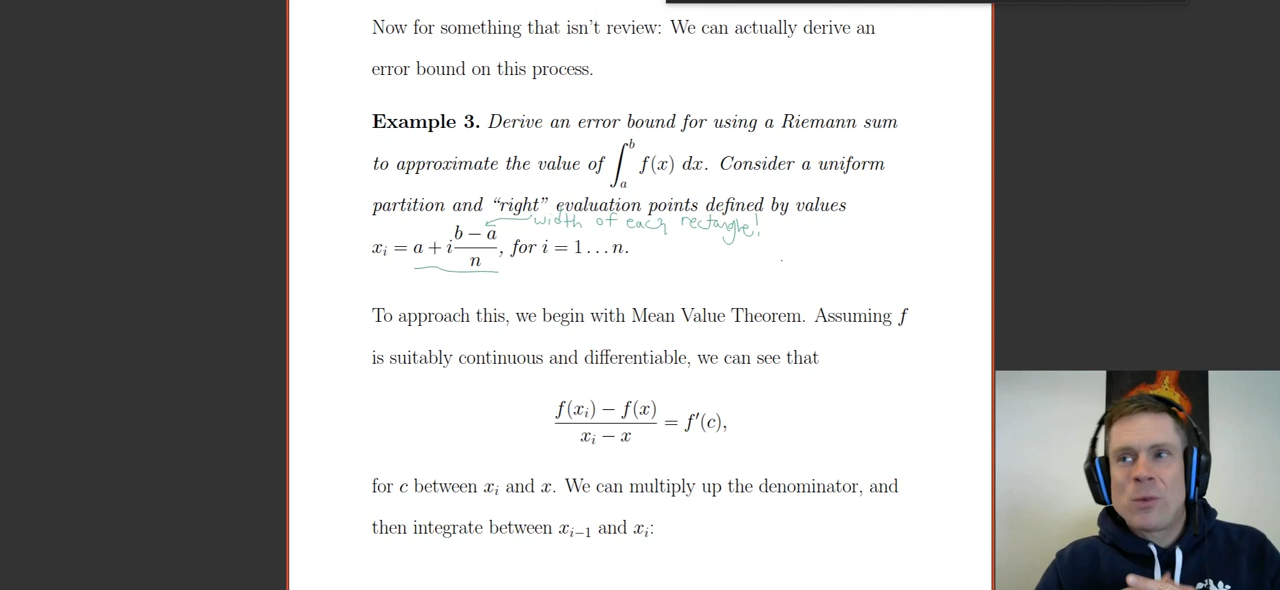 Now for something that isn't review: We can actually derive an
error bound on this process.
Example 3. Derive an error bound for using a Riemann sum
to approximate the value of ∫_a^b f(x) dx. Consider a uniform
partition and "right" evaluation points defined by values
width of each rectangle!
x_i = a + i (b − a)/n, for i = 1 . . . n.
To approach this, we begin with Mean Value Theorem. Assuming f
is suitably continuous and differentiable, we can see that
(f(x_i) − f(x))/(x_i − x) = f′(c),
for c between x_i and x. We can multiply up the denominator, and
then integrate between x_{i−1} and x_i: